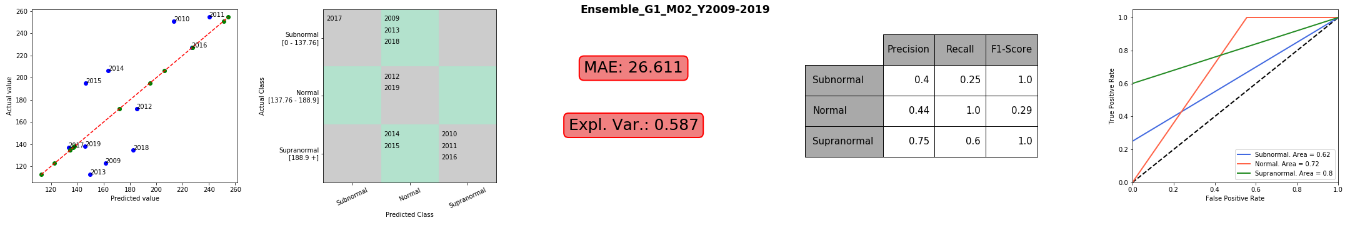 Ensemble_G1_M02_Y2009-2019
260
240
220
200
180
160
140
120
Actual value
120 140 160 180 200 220 240 260
Predicted value
2010
2011
2016
2014
2015
2012
2017
2019
2018
2009
2013
Actual Class
Subnormal
[0 - 137.76]
Normal
[137.76 - 188.9]
Supranormal
[188.9 +(]
2017
2009
2013
2018
2012
2019
2014
2015
2010
2011
2016
Subnormal Normal Supranormal
Predicted Class
MAE: 26.611
Expl. Var.: 0.587
Precision Recall F1-Score
Subnormal 0.4 0.25 1.0
Normal 0.44 1.0 0.29
Supranormal 0.75 0.6 1.0
True Positive Rate
1.0
0.8
0.6
0.4
0.2
0.0
Subnormal. Area = 0.62
Normal. Area = 0.72
Supranormal. Area = 0.8
0.0 0.2 0.4 0.6 0.8 1.0
False Positive Rate